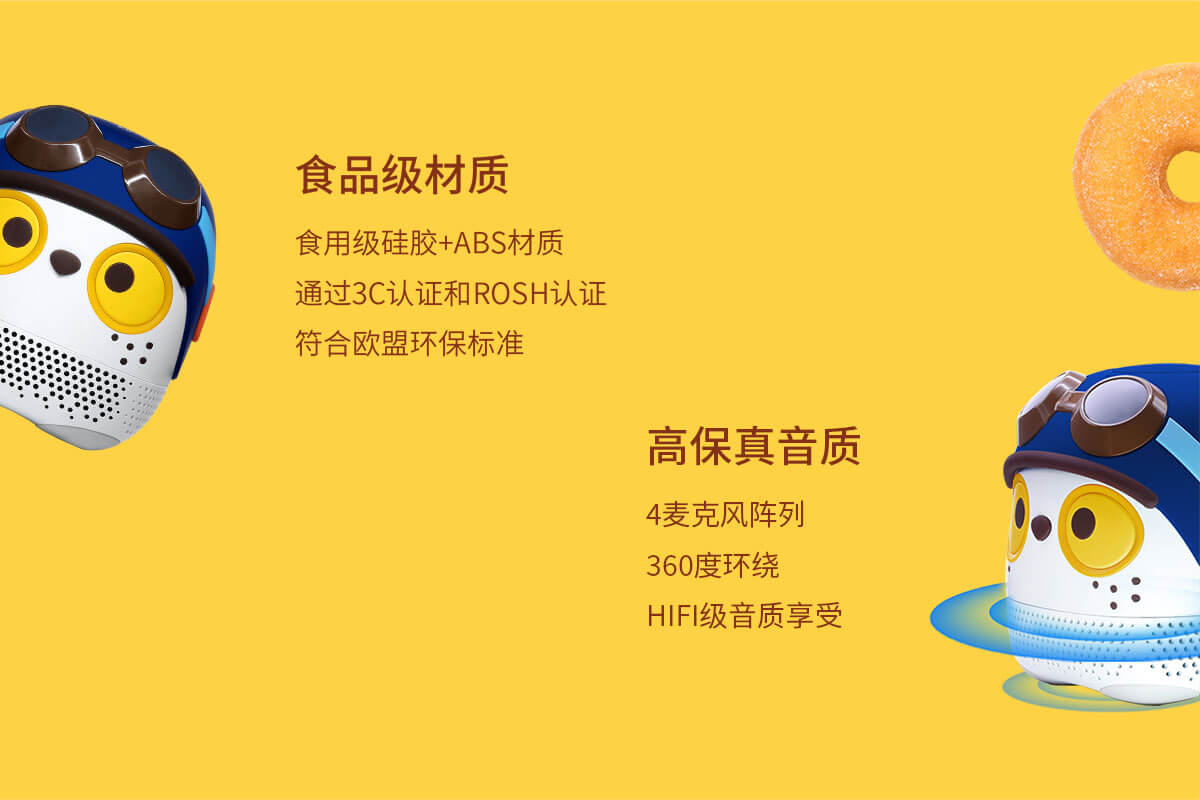 食品级材质
食用级硅胶+ABS材质
通过3C认证和ROSH认证
符合欧盟环保标准
高保真音质
4麦克风阵列
360度环绕
HIFI级音质享受